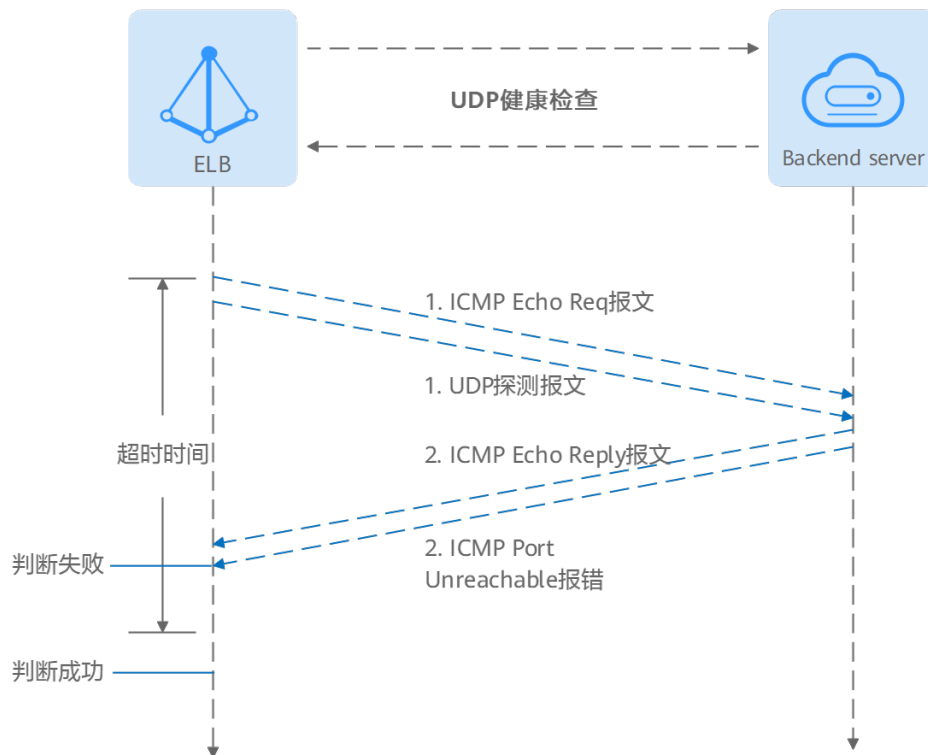 UDP健康检查
ELB
Backend server
1. ICMP Echo Req报文
1. UDP探测报文
超时时间
2. ICMP Echo Reply报文
2. ICMP Port
Unreachable报错
判断失败
判断成功